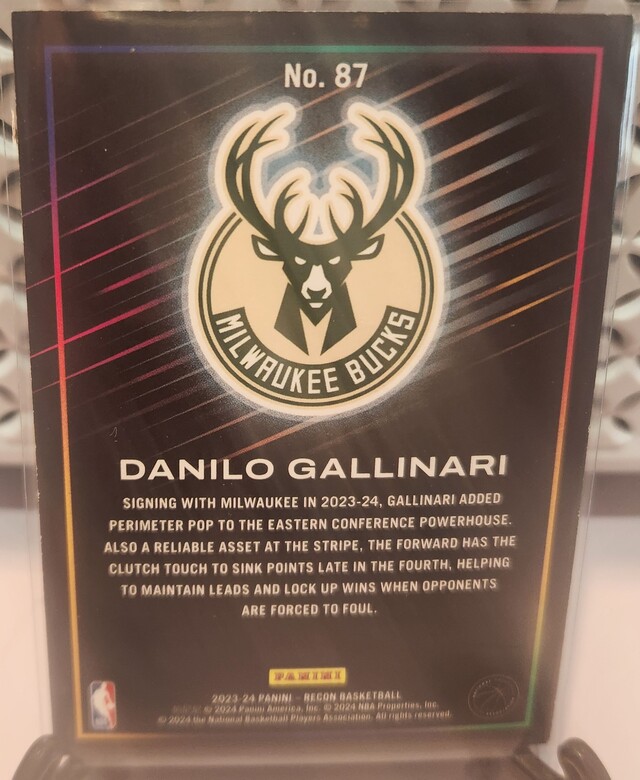 No. 87
MILWAUKEE BUCKS
DANILO GALLINARI
SIGNING WITH MILWAUKEE IN 2023-24, GALLINARI ADDED
PERIMETER POP TO THE EASTERN CONFERENCE POWERHOUSE.
ALSO A RELIABLE ASSET AT THE STRIPE, THE FORWARD HAS THE
CLUTCH TOUCH TO SINK POINTS LATE IN THE FOURTH, HELPING
TO MAINTAIN LEADS AND LOCK UP WINS WHEN OPPONENTS
ARE FORCED TO FOUL.
PANINI
2023-24 PANINI - RECON BASKETBALL
© 2024 Panini America, Inc. © 2024 NBA Properties, Inc.
© 2024 the National Basketball Players Association. All rights reserved.